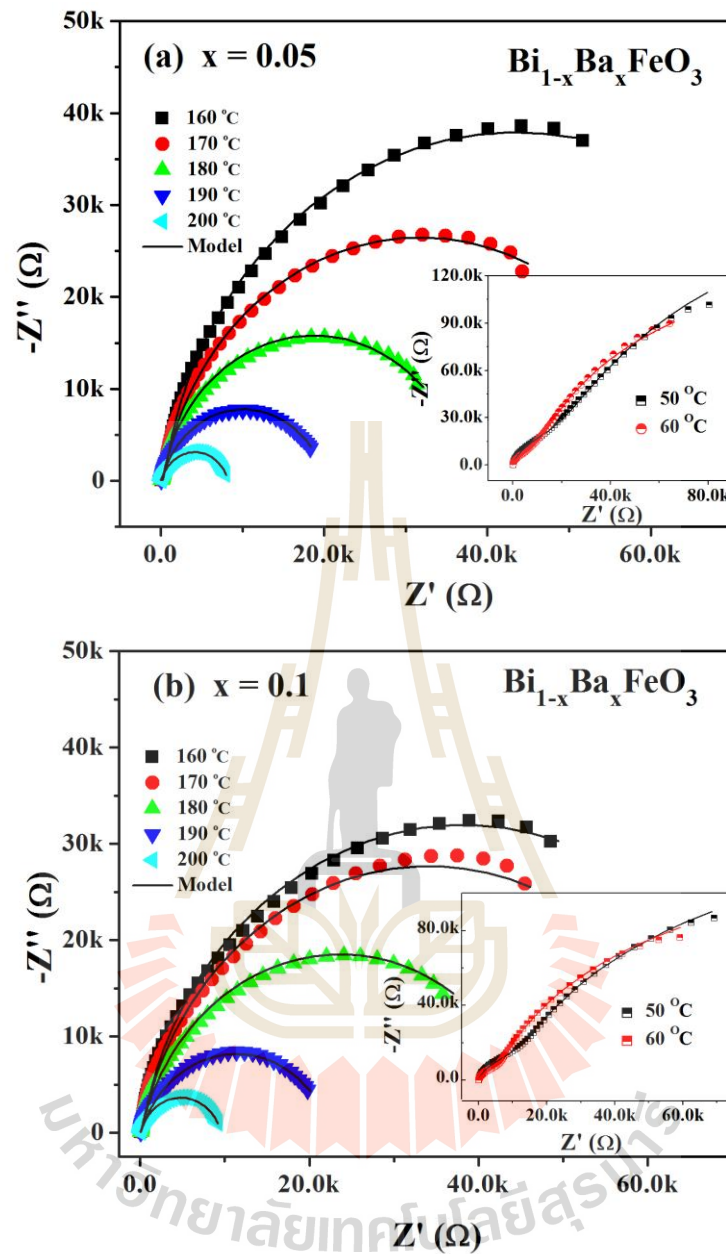 50k
(a) x = 0.05
Bi1-xBaxFeO3
40k
160 °C
170 °C
180 °C
190 °C
200 °C
Model
30k
20k
10k
0
-Z'' (Ω)
120.0k
90.0k
60.0k
30.0k
0.0
-Z'' (Ω)
50 °C
60 °C
0.0 40.0k 80.0k
Z' (Ω)
0.0 20.0k 40.0k 60.0k
Z' (Ω)
50k
(b) x = 0.1
Bi1-xBaxFeO3
40k
160 °C
170 °C
180 °C
190 °C
200 °C
Model
30k
20k
10k
0
-Z'' (Ω)
80.0k
40.0k
0.0
-Z'' (Ω)
50 °C
60 °C
0.0 20.0k 40.0k 60.0k
Z' (Ω)
0.0 20.0k 40.0k 60.0k
Z' (Ω)
มหาวิทยาลัยเทคโนโลยีสุรนารี